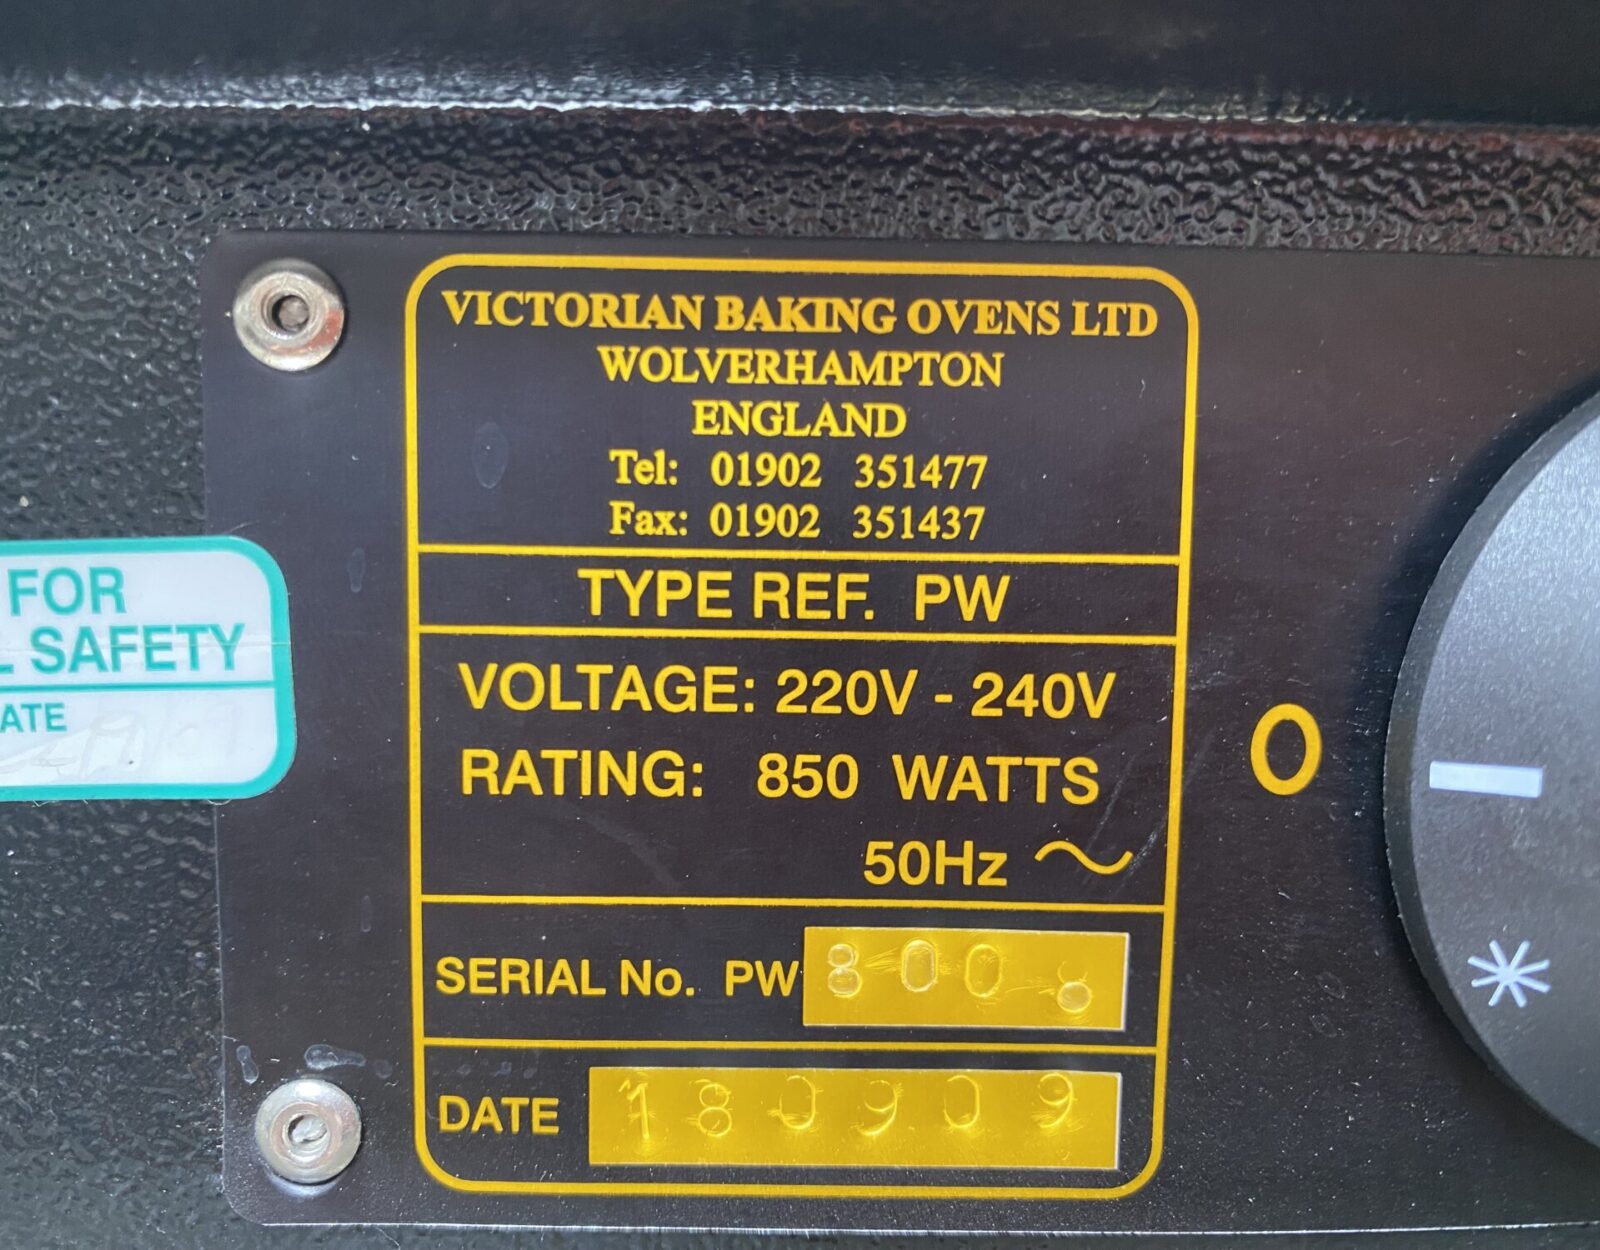 VICTORIAN BAKING OVENS LTD
WOLVERHAMPTON
ENGLAND
Tel: 01902 351477
Fax: 01902 351437
TYPE REF. PW
VOLTAGE: 220V - 240V
RATING: 850 WATTS
50Hz ~
SERIAL No. PW 800
DATE 180909
O
FOR
L SAFETY
ATE